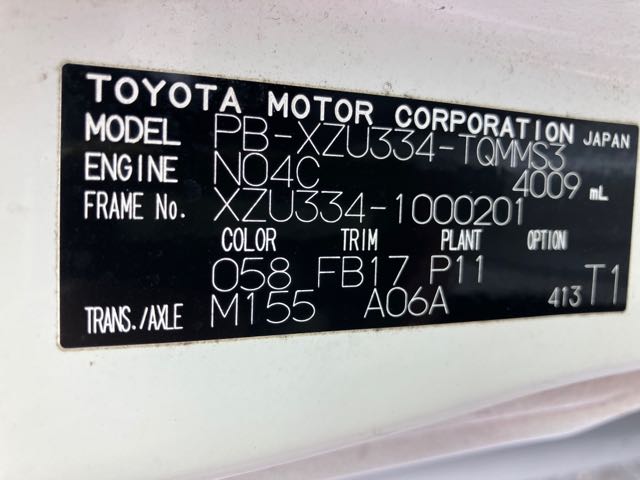 TOYOTA MOTOR CORPORATION JAPAN
MODEL PB-XZU334-TQMMS3
ENGINE N04C 4009 mL
FRAME No. XZU334-1000201
COLOR TRIM PLANT OPTION
058 FB17 P11
TRANS./AXLE M155 A06A 413 T1